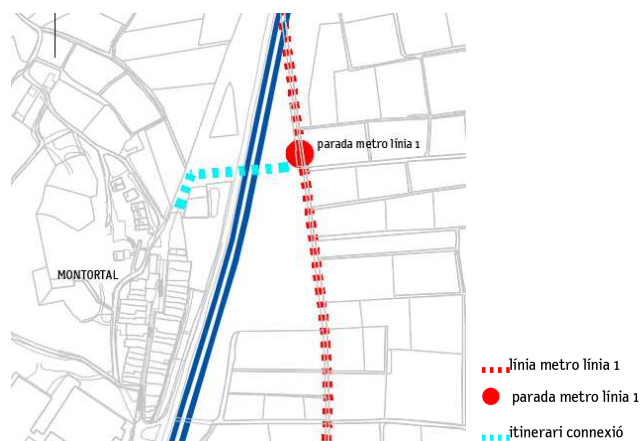 parada metro línia 1
MONTORTAL
línia metro línia 1
parada metro línia 1
itinerari connexió